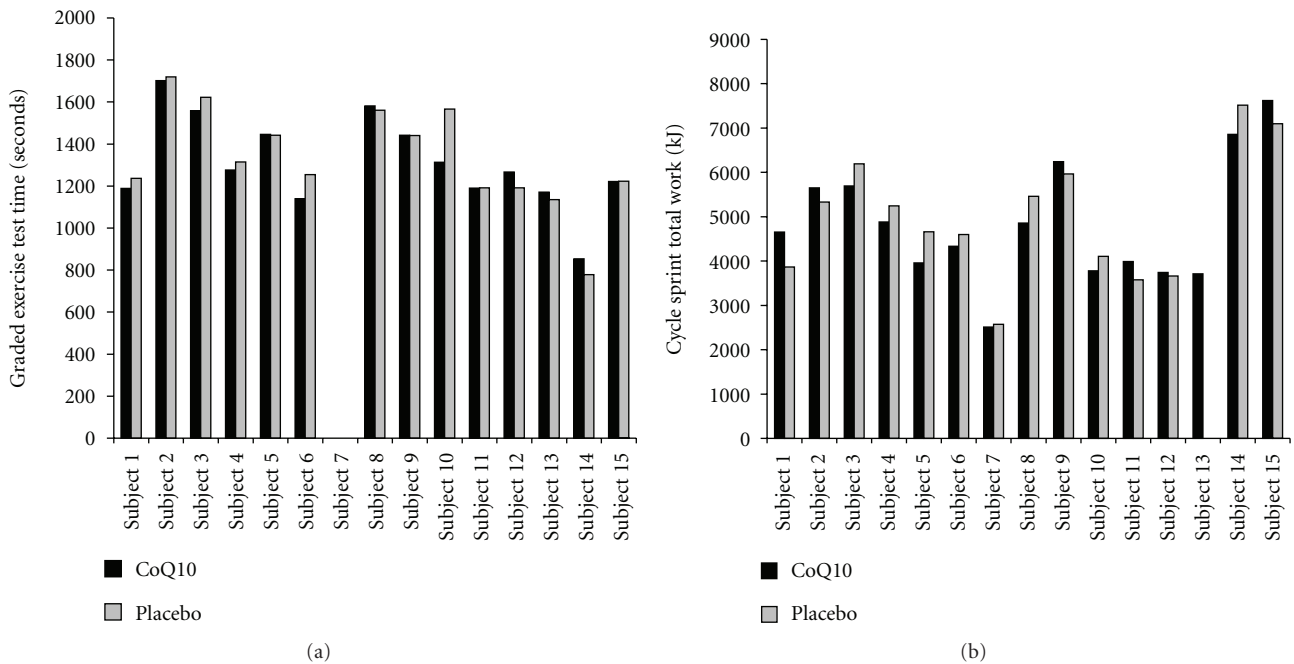 Graded exercise test time (seconds)
2000
1800
1600
1400
1200
1000
800
600
400
200
0
Subject 1
Subject 2
Subject 3
Subject 4
Subject 5
Subject 6
Subject 7
Subject 8
Subject 9
Subject 10
Subject 11
Subject 12
Subject 13
Subject 14
Subject 15
CoQ10
Placebo
(a)
Cycle sprint total work (kJ)
9000
8000
7000
6000
5000
4000
3000
2000
1000
0
Subject 1
Subject 2
Subject 3
Subject 4
Subject 5
Subject 6
Subject 7
Subject 8
Subject 9
Subject 10
Subject 11
Subject 12
Subject 13
Subject 14
Subject 15
CoQ10
Placebo
(b)